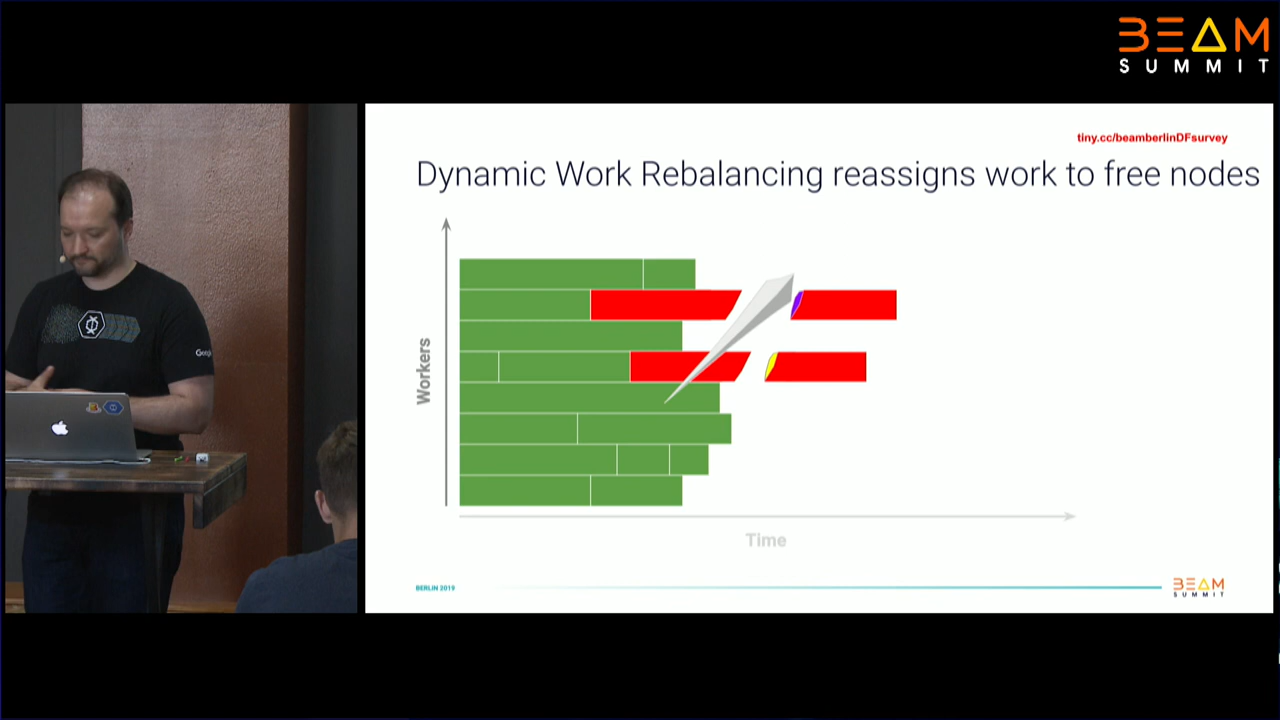 BEAM
SUMMIT
tiny.cc/beamberlinDFsurvey
Dynamic Work Rebalancing reassigns work to free nodes
Workers
Time
BERLIN 2019
BEAM
SUMMIT